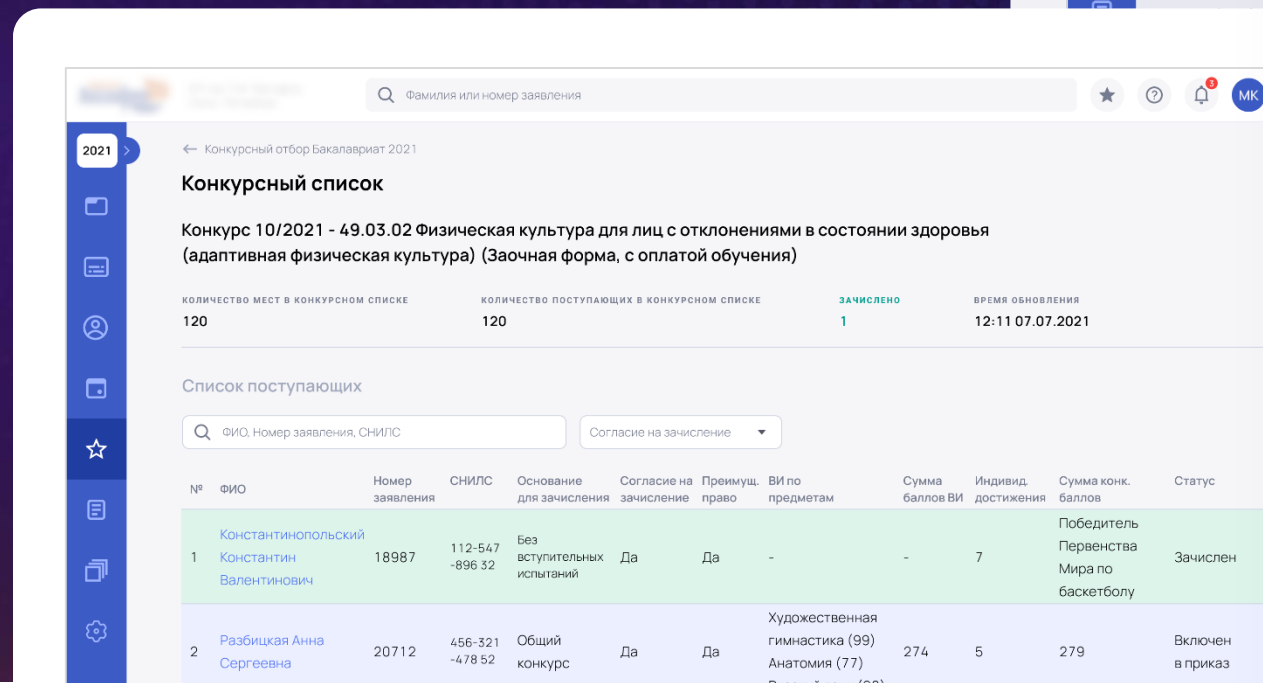 Фамилия или номер заявления
3
МК
2021
Конкурсный отбор Бакалавриат 2021
Конкурсный список
Конкурс 10/2021 - 49.03.02 Физическая культура для лиц с отклонениями в состоянии здоровья
(адаптивная физическая культура) (Заочная форма, с оплатой обучения)
КОЛИЧЕСТВО МЕСТ В КОНКУРСНОМ СПИСКЕ
120
КОЛИЧЕСТВО ПОСТУПАЮЩИХ В КОНКУРСНОМ СПИСКЕ
120
ЗАЧИСЛЕНО
1
ВРЕМЯ ОБНОВЛЕНИЯ
12:11 07.07.2021
Список поступающих
ФИО, Номер заявления, СНИЛС
Согласие на зачисление
№
ФИО
Номер
заявления
СНИЛС
Основание
для зачисления
Согласие на
зачисление
Преимущ.
право
ВИ по
предметам
Сумма
баллов ВИ
Индивид.
достижения
Сумма конк.
баллов
Статус
1
Константинопольский
Константин
Валентинович
18987
112-547
-896 32
Без
вступительных
испытаний
Да
Да
-
-
7
Победитель
Первенства
Мира по
баскетболу
Зачислен
2
Разбицкая Анна
Сергеевна
20712
456-321
-478 52
Общий
конкурс
Да
Да
Художественная
гимнастика (99)
Анатомия (77)
274
5
279
Включен
в приказ